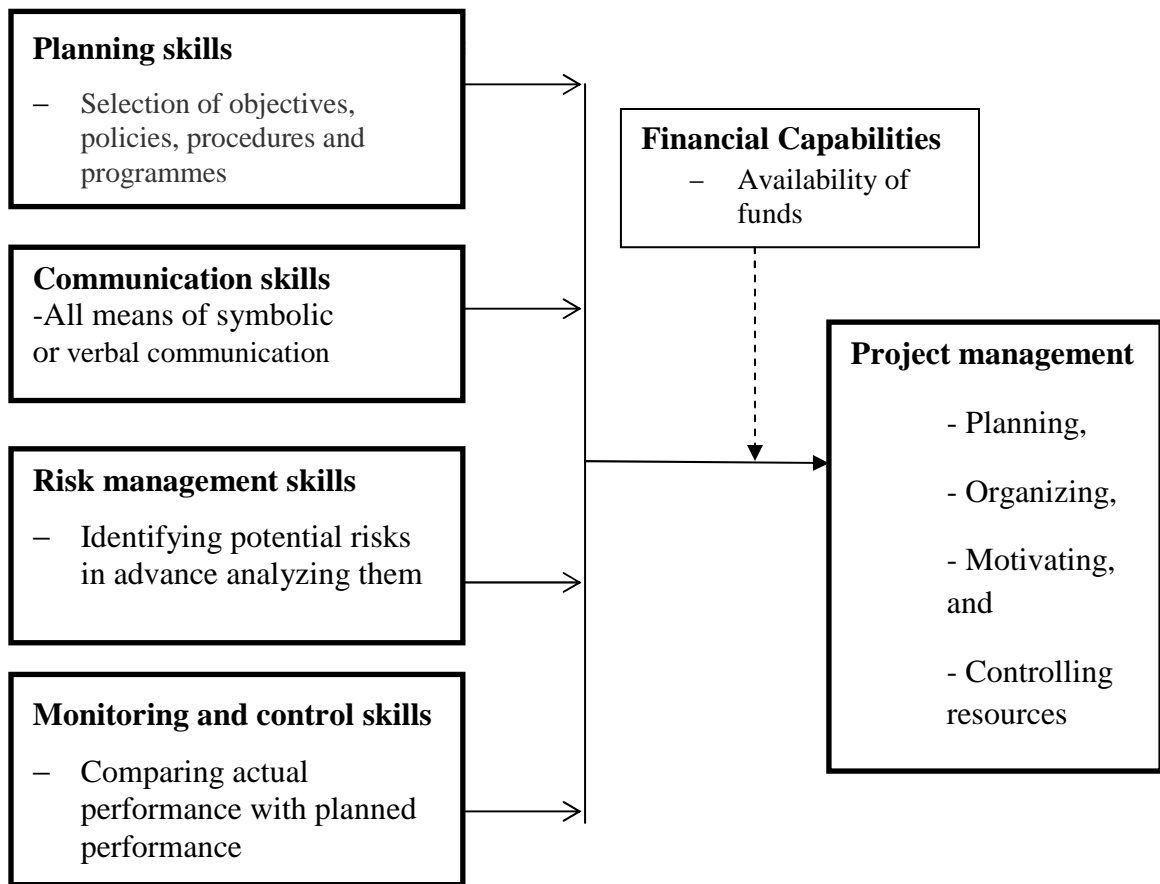 Planning skills
– Selection of objectives,
policies, procedures and
programmes
Communication skills
-All means of symbolic
or verbal communication
Risk management skills
– Identifying potential risks
in advance analyzing them
Monitoring and control skills
– Comparing actual
performance with planned
performance
Financial Capabilities
– Availability of
funds
Project management
- Planning,
- Organizing,
- Motivating,
and
- Controlling
resources